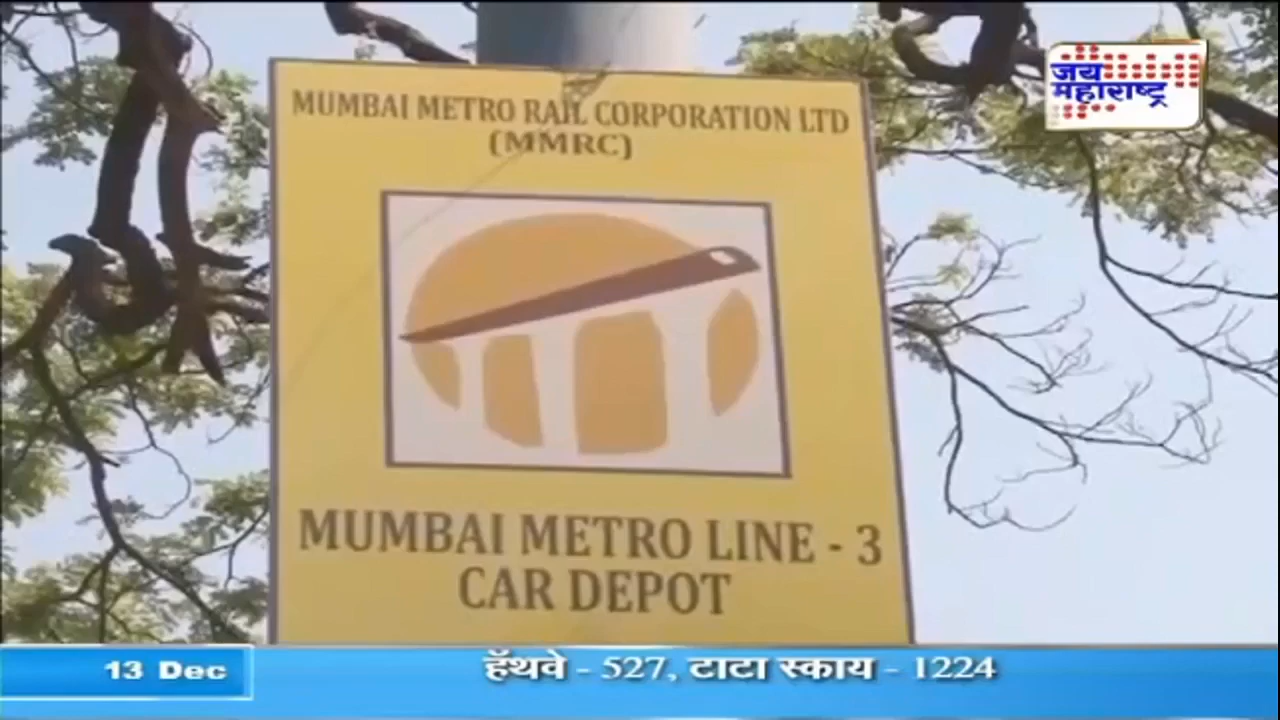 MUMBAI METRO RAIL CORPORATION LTD
(MMRC)
जय
महाराष्ट्र
MUMBAI METRO LINE - 3
CAR DEPOT
13 Dec
हॅथवे - 527, टाटा स्काय - 1224